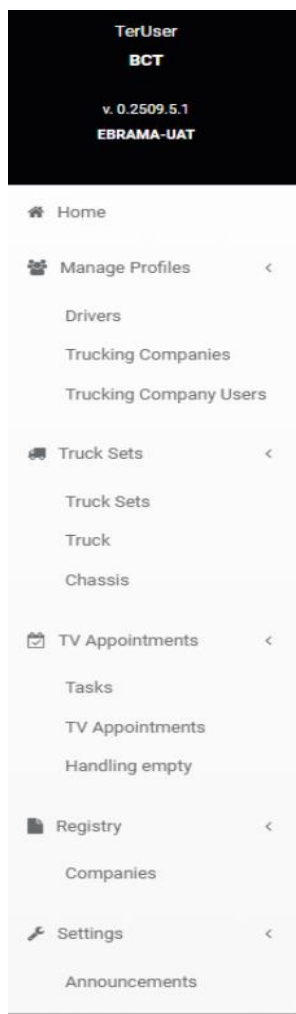 TerUser
BCT
v. 0.2509.5.1
EBRAMA-UAT
Home
Manage Profiles
Drivers
Trucking Companies
Trucking Company Users
Truck Sets
Truck Sets
Truck
Chassis
TV Appointments
Tasks
TV Appointments
Handling empty
Registry
Companies
Settings
Announcements